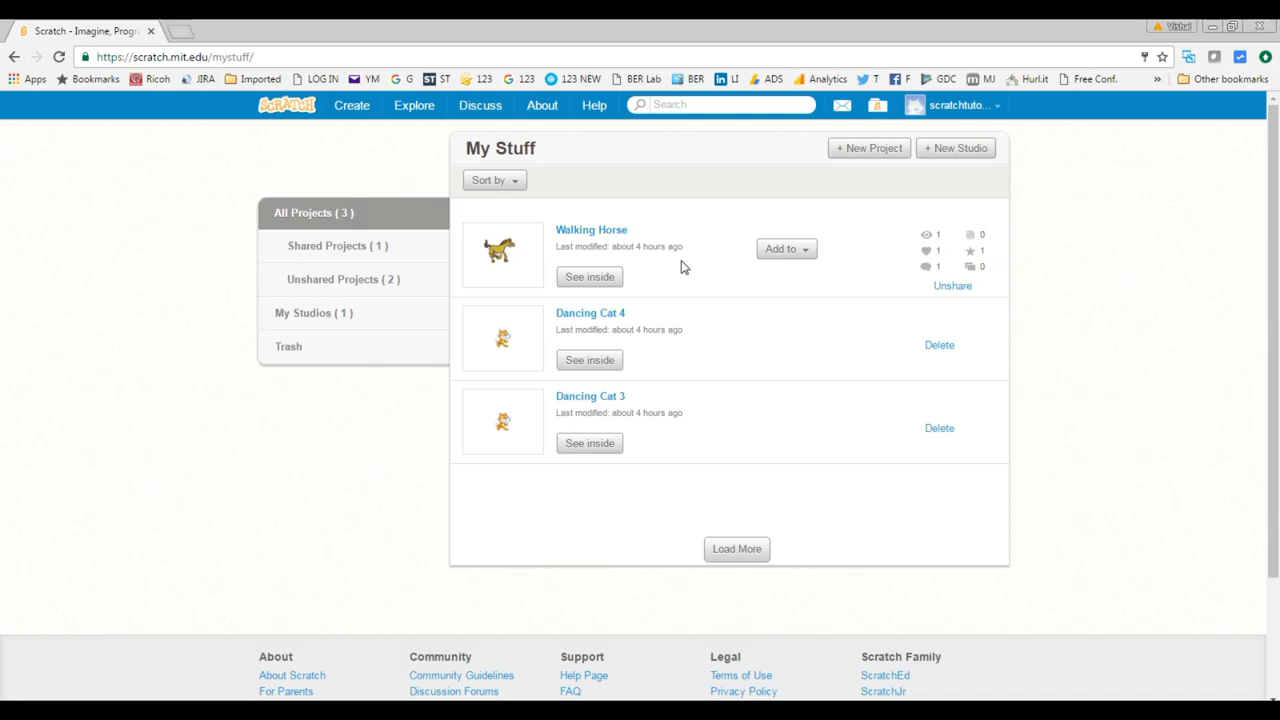 Scratch - Imagine, Progr
Vishal
https://scratch.mit.edu/mystuff/
Apps Bookmarks Ricoh JIRA Imported LOG IN YM G G ST ST 123 G 123 123 NEW BER Lab BER in LI ADS Analytics T F GDC MJ Hurl.it Free Conf. » Other bookmarks
SCRATCH Create Explore Discuss About Help Search scratchtuto...
My Stuff + New Project + New Studio
Sort by
All Projects ( 3 )
Shared Projects ( 1 )
Unshared Projects ( 2 )
My Studios ( 1 )
Trash
Walking Horse
Last modified: about 4 hours ago
See inside
Add to
1 0
1 1
1 0
Unshare
Dancing Cat 4
Last modified: about 4 hours ago
See inside
Delete
Dancing Cat 3
Last modified: about 4 hours ago
See inside
Delete
Load More
About Community Support Legal Scratch Family
About Scratch Community Guidelines Help Page Terms of Use ScratchEd
For Parents Discussion Forums FAQ Privacy Policy ScratchJr